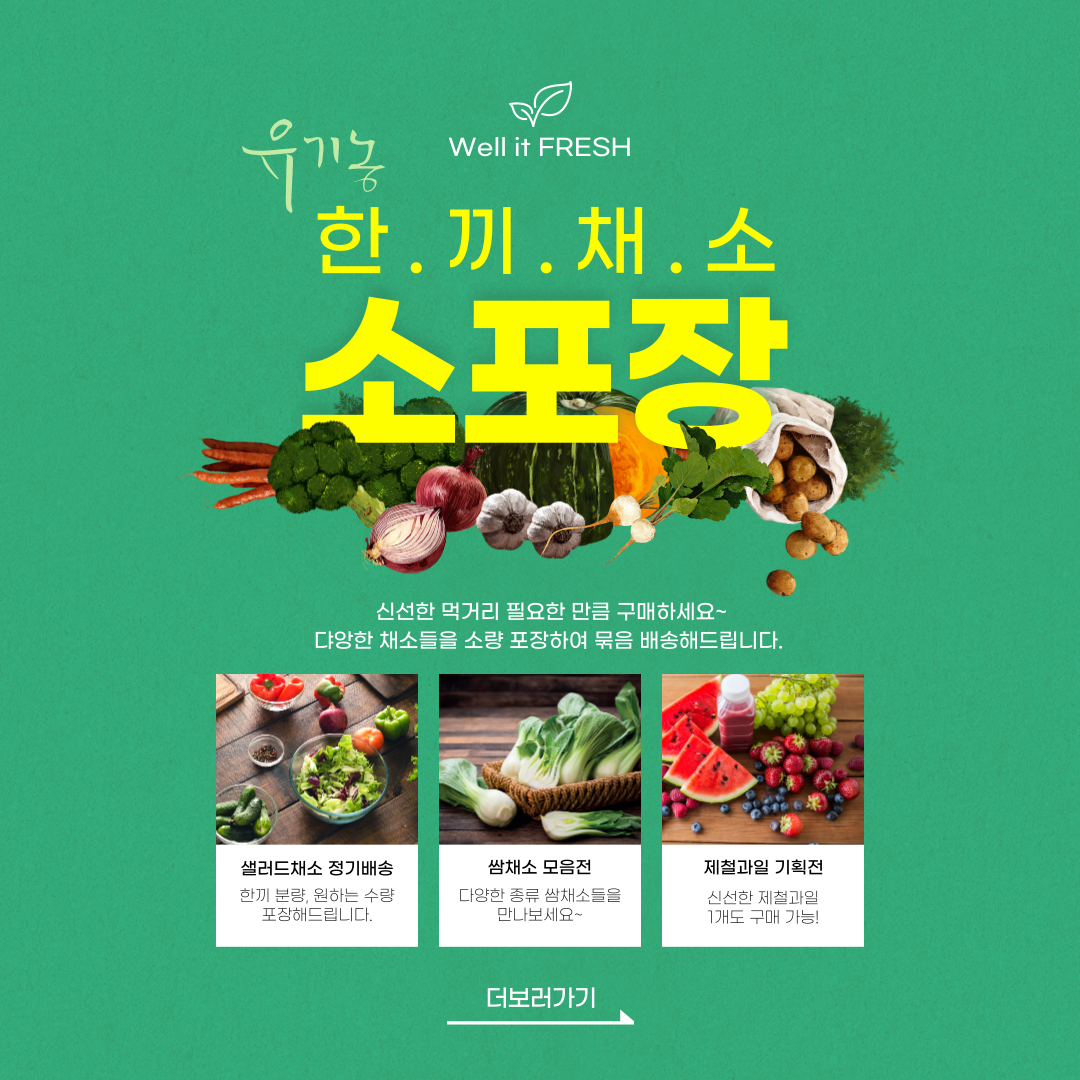 Well it FRESH
유기농
한.끼.채.소
소포장
신선한 먹거리 필요한 만큼 구매하세요~
댜양한 채소들을 소량 포장하여 묶음 배송해드립니다.
샐러드채소 정기배송
한끼 분량, 원하는 수량
포장해드립니다.
쌈채소 모음전
다양한 종류 쌈채소들을
만나보세요~
제철과일 기획전
신선한 제철과일
1개도 구매 가능!
더보러가기